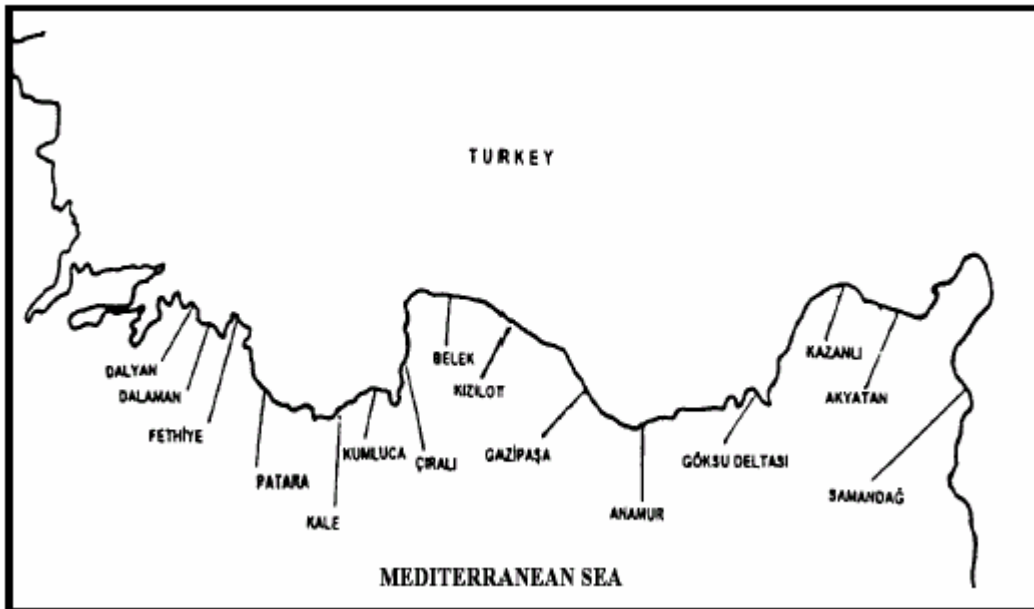 TURKEY
DALYAN
DALAMAN
FETHİYE
PATARA
KALE
KUMLUCA
ÇIRALI
BELEK
KIZILOT
GAZİPAŞA
ANAMUR
GÖKSU DELTASI
KAZANLI
AKYATAN
SAMANDAĞ
MEDITERRANEAN SEA